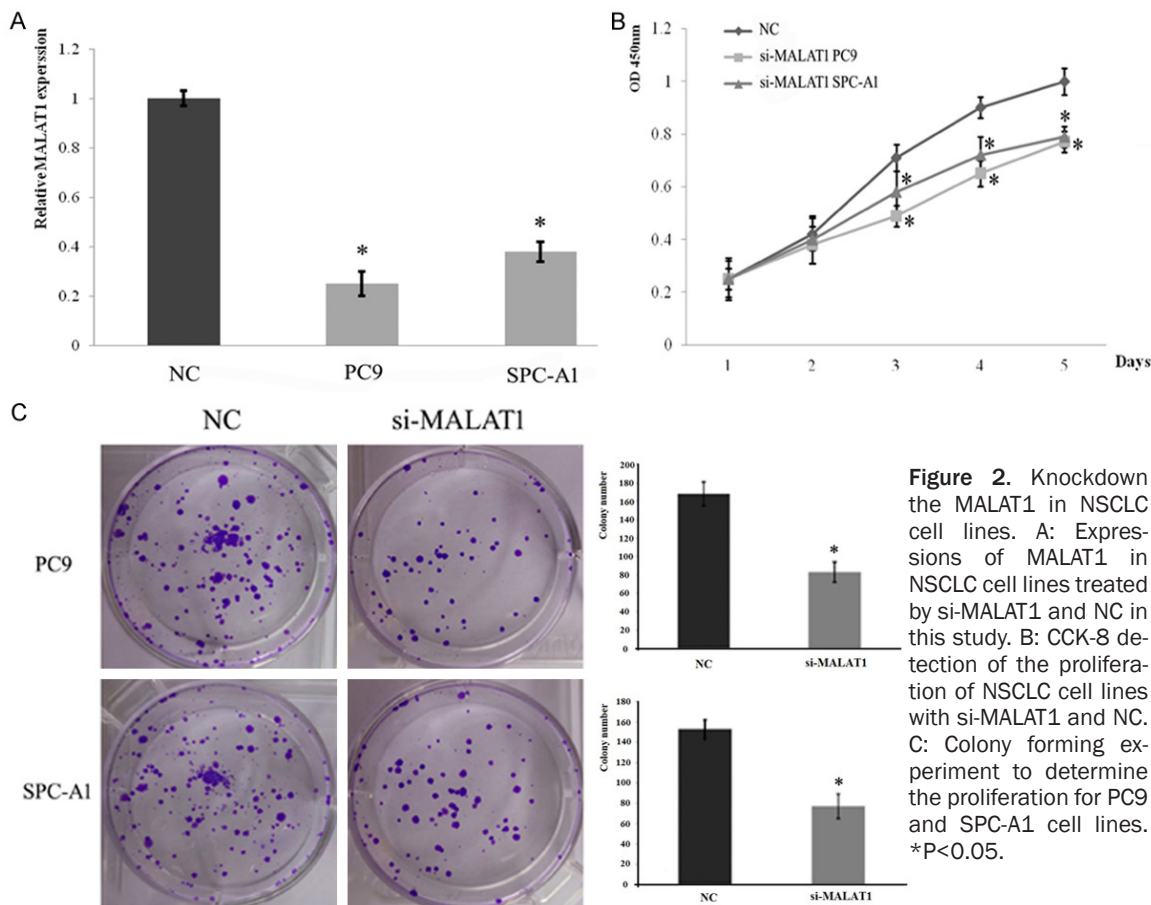 A
Relative MALAT1 experssion
1.2
1
0.8
0.6
0.4
0.2
0
*
*
NC
PC9
SPC-A1
B
OD 450nm
NC
si-MALAT1 PC9
si-MALAT1 SPC-A1
1.2
1
0.8
0.6
0.4
0.2
0
*
*
*
*
*
*
1
2
3
4
5
Days
C
NC
si-MALAT1
PC9
SPC-A1
Colony number
200
180
160
140
120
100
80
60
40
20
0
*
NC
si-MALAT1
Colony number
180
160
140
120
100
80
60
40
20
0
*
NC
si-MALAT1
Figure 2. Knockdown
the MALAT1 in NSCLC
cell lines. A: Expres-
sions of MALAT1 in
NSCLC cell lines treated
by si-MALAT1 and NC in
this study. B: CCK-8 de-
tection of the prolifera-
tion of NSCLC cell lines
with si-MALAT1 and NC.
C: Colony forming ex-
periment to determine
the proliferation for PC9
and SPC-A1 cell lines.
*P<0.05.